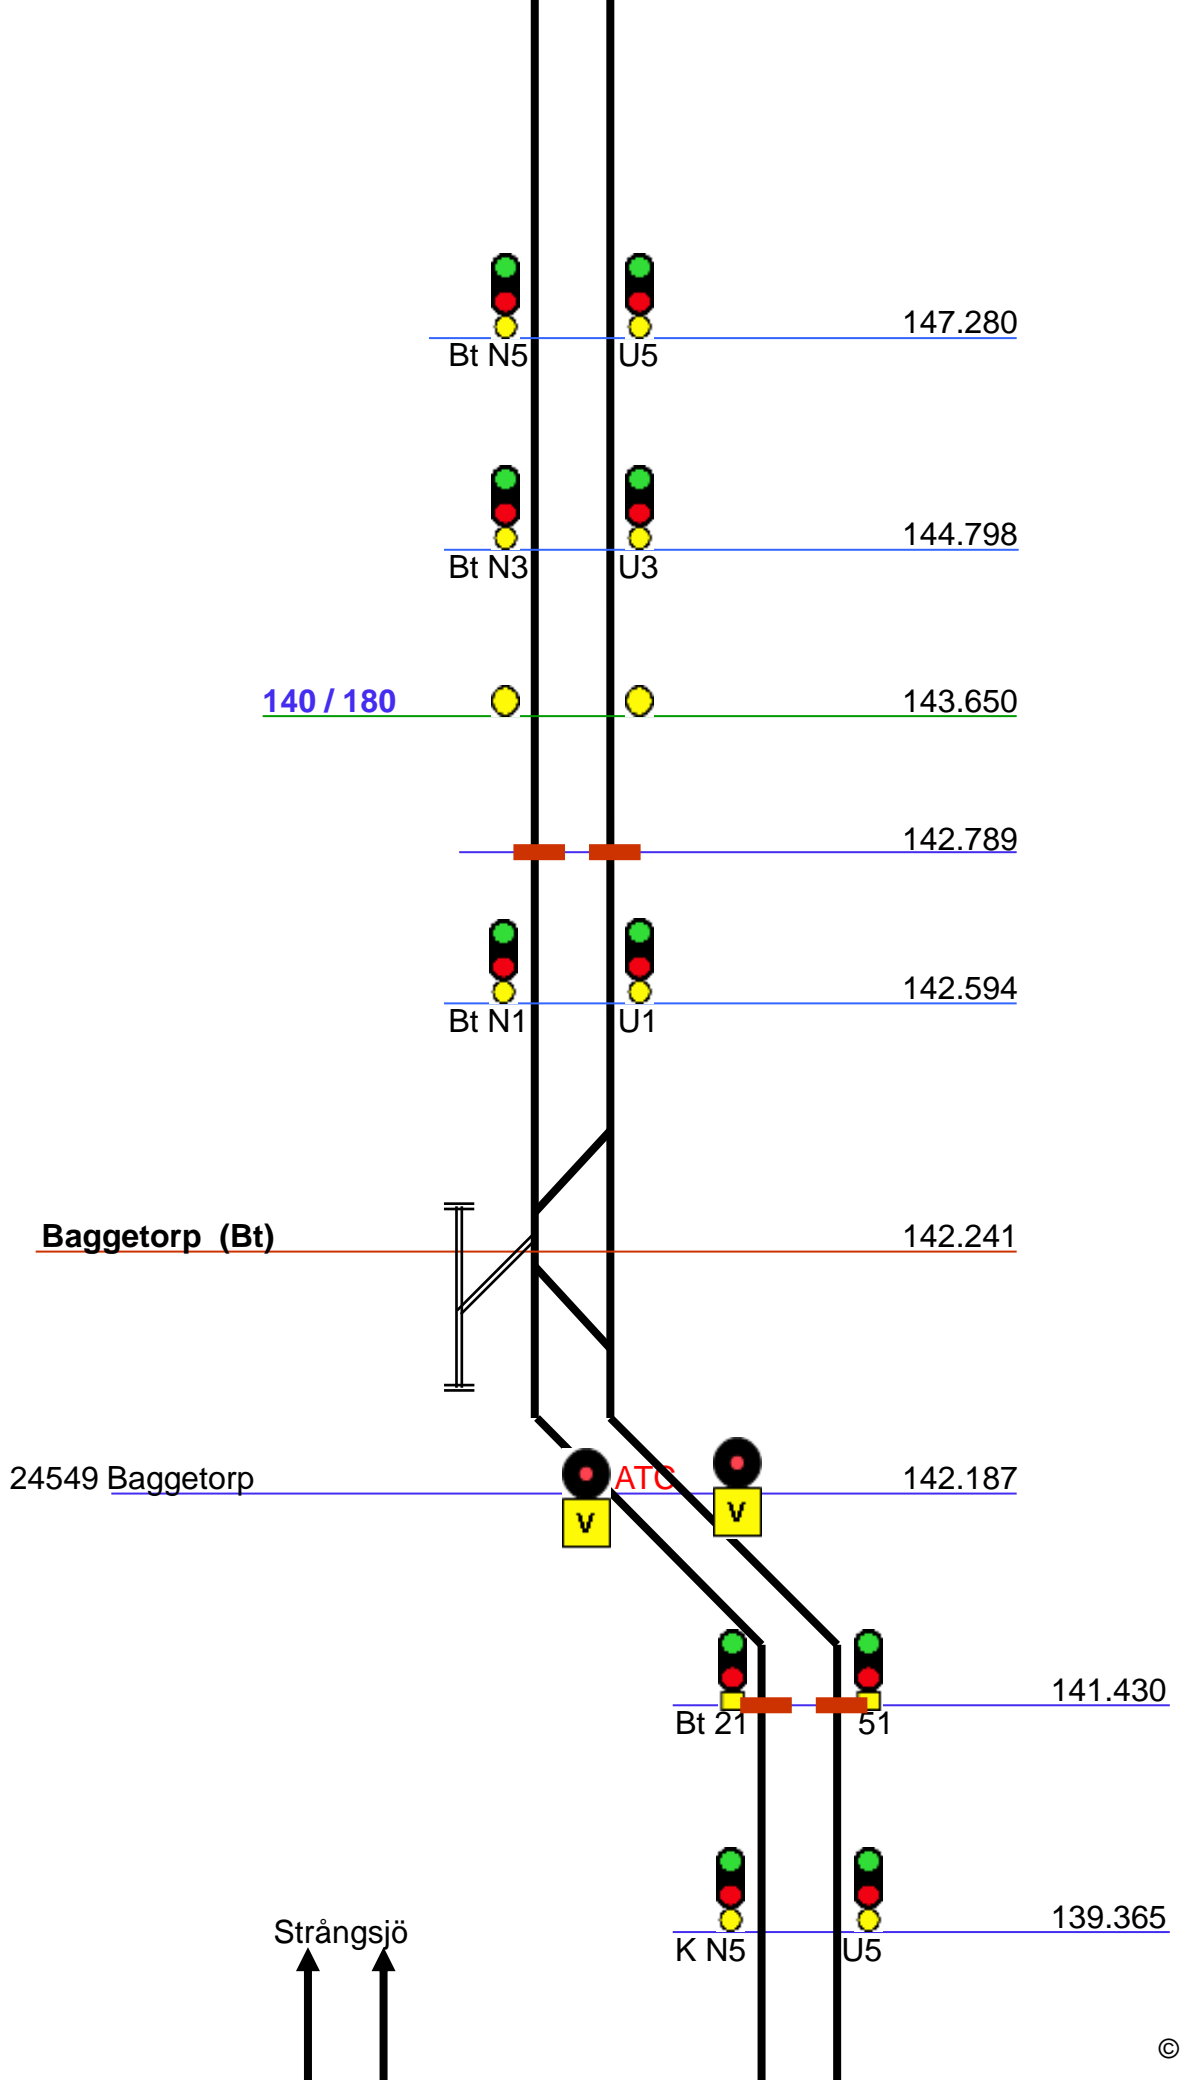 147.280
Bt N5 U5
144.798
Bt N3 U3
140 / 180 143.650
142.789
142.594
Bt N1 U1
Baggetorp (Bt) 142.241
24549 Baggetorp ATC 142.187
V V
141.430
Bt 21 51
139.365
Strångsjö
K N5 U5
©